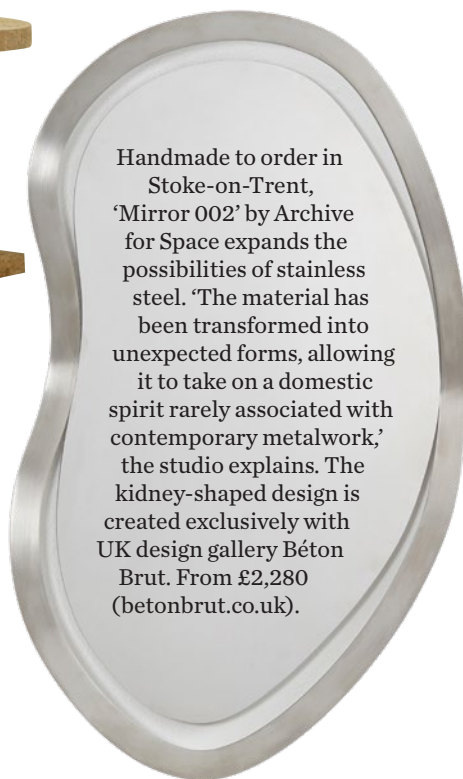 Handmade to order in
Stoke-on-Trent,
‘Mirror 002’ by Archive
for Space expands the
possibilities of stainless
steel. ‘The material has
been transformed into
unexpected forms, allowing
it to take on a domestic
spirit rarely associated with
contemporary metalwork,’
the studio explains. The
kidney-shaped design is
created exclusively with
UK design gallery Béton
Brut. From £2,280
(betonbrut.co.uk).